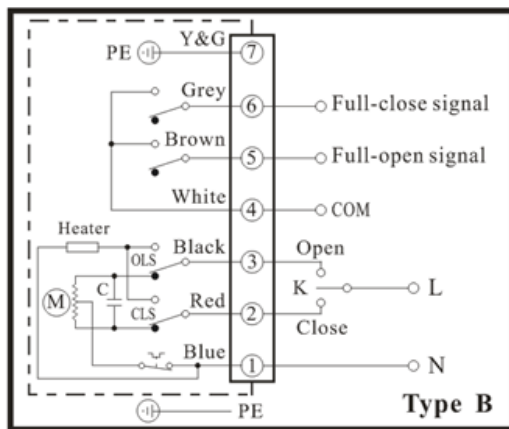 PE Y&G 7
Grey 6 Full-close signal
Brown 5 Full-open signal
White 4 COM
Heater
OLS Black 3 Open
M C K L
CLS Red 2 Close
Blue 1 N
PE
Type B